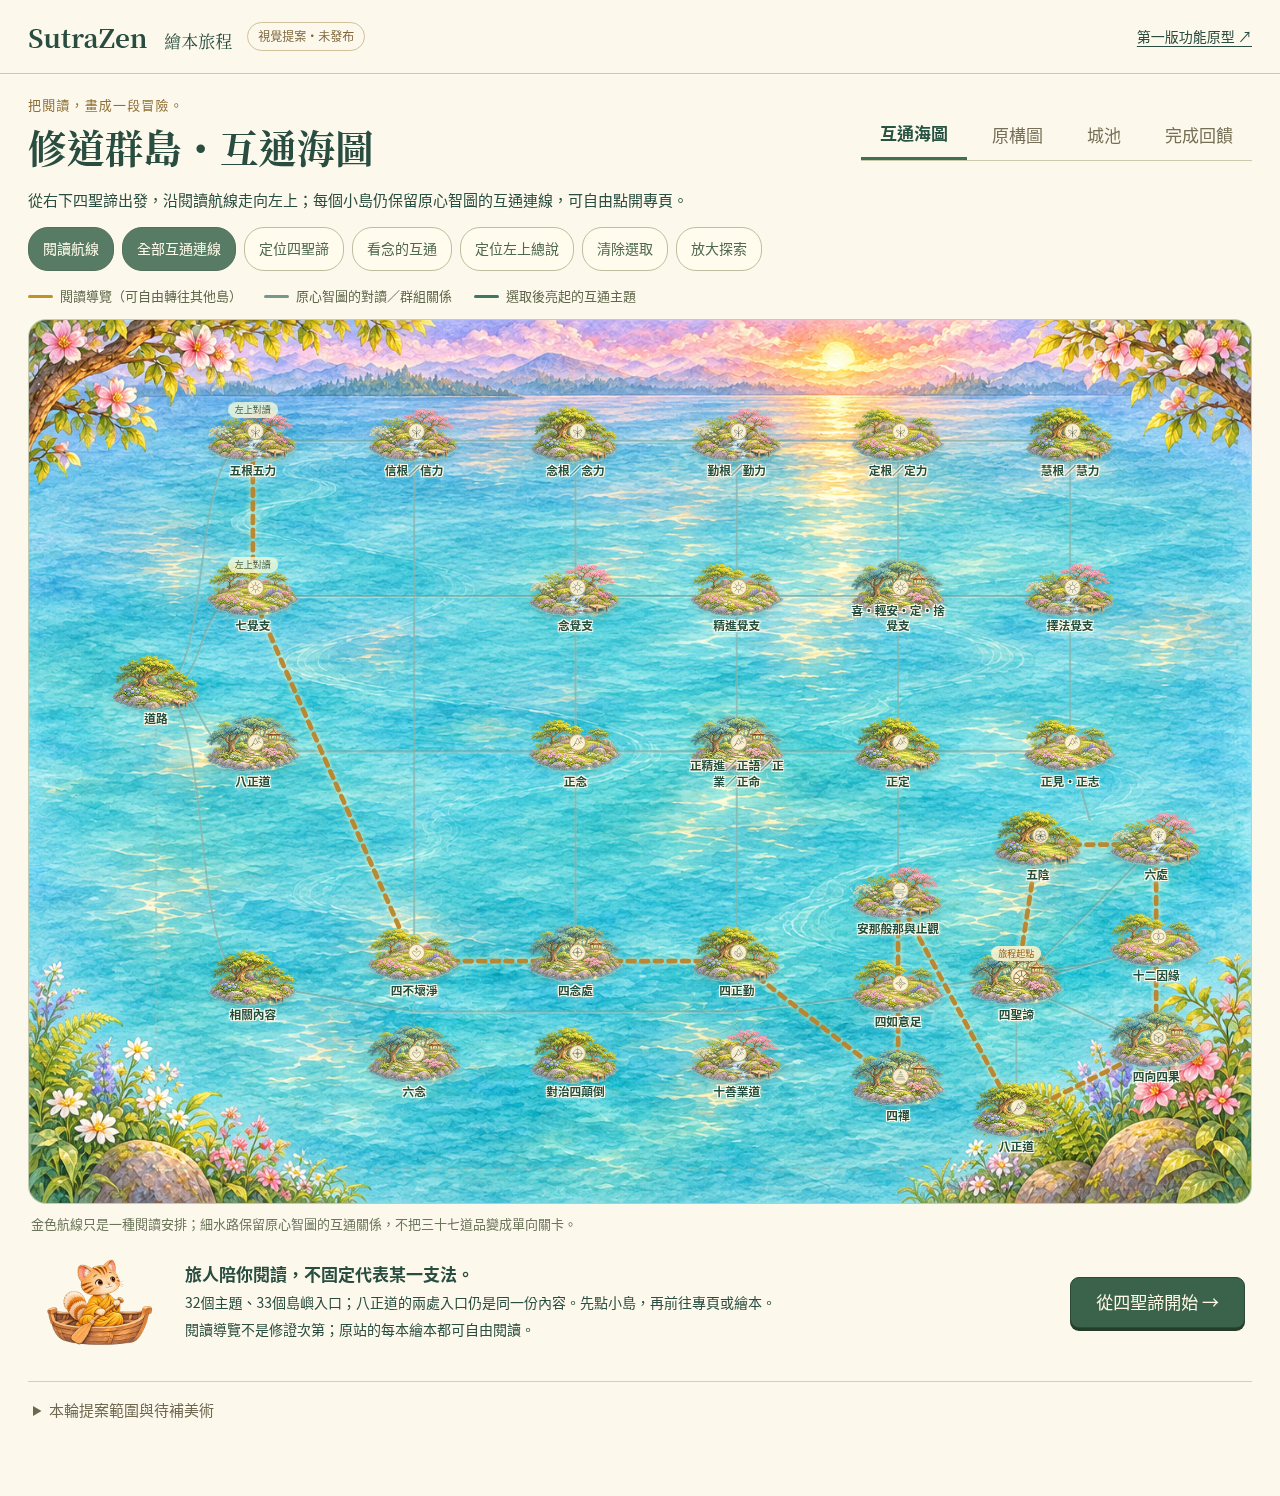 SutraZen 繪本旅程 視覺提案・未發布 第一版功能原型 ↗
把閱讀，畫成一段冒險。
修道群島・互通海圖
互通海圖 原構圖 城池 完成回饋
從右下四聖諦出發，沿閱讀航線走向左上；每個小島仍保留原心智圖的互通連線，可自由點開專頁。
閱讀航線 全部互通連線 定位四聖諦 看念的互通 定位左上總說 清除選取 放大探索
閱讀導覽（可自由轉往其他島） 原心智圖的對讀／群組關係 選取後亮起的互通主題
左上對讀
五根五力 信根／信力 念根／念力 勤根／勤力 定根／定力 慧根／慧力
左上對讀
七覺支 念覺支 精進覺支 喜・輕安・定・捨
覺支 擇法覺支
道路
八正道 正念 正精進／正語／正
業／正命 正定 正見・正志
五陰 六處
安那般那與止觀
旅程起點
十二因緣
四不壞淨 四念處 四正勤
相關內容 四如意足 四聖諦
四向四果
六念 對治四顛倒 十善業道
四禪
八正道
金色航線只是一種閱讀安排；細水路保留原心智圖的互通關係，不把三十七道品變成單向關卡。
旅人陪你閱讀，不固定代表某一支法。
32個主題、33個島嶼入口；八正道的兩處入口仍是同一份內容。先點小島，再前往專頁或繪本。
閱讀導覽不是修證次第；原站的每本繪本都可自由閱讀。
從四聖諦開始 →
▶ 本輪提案範圍與待補美術